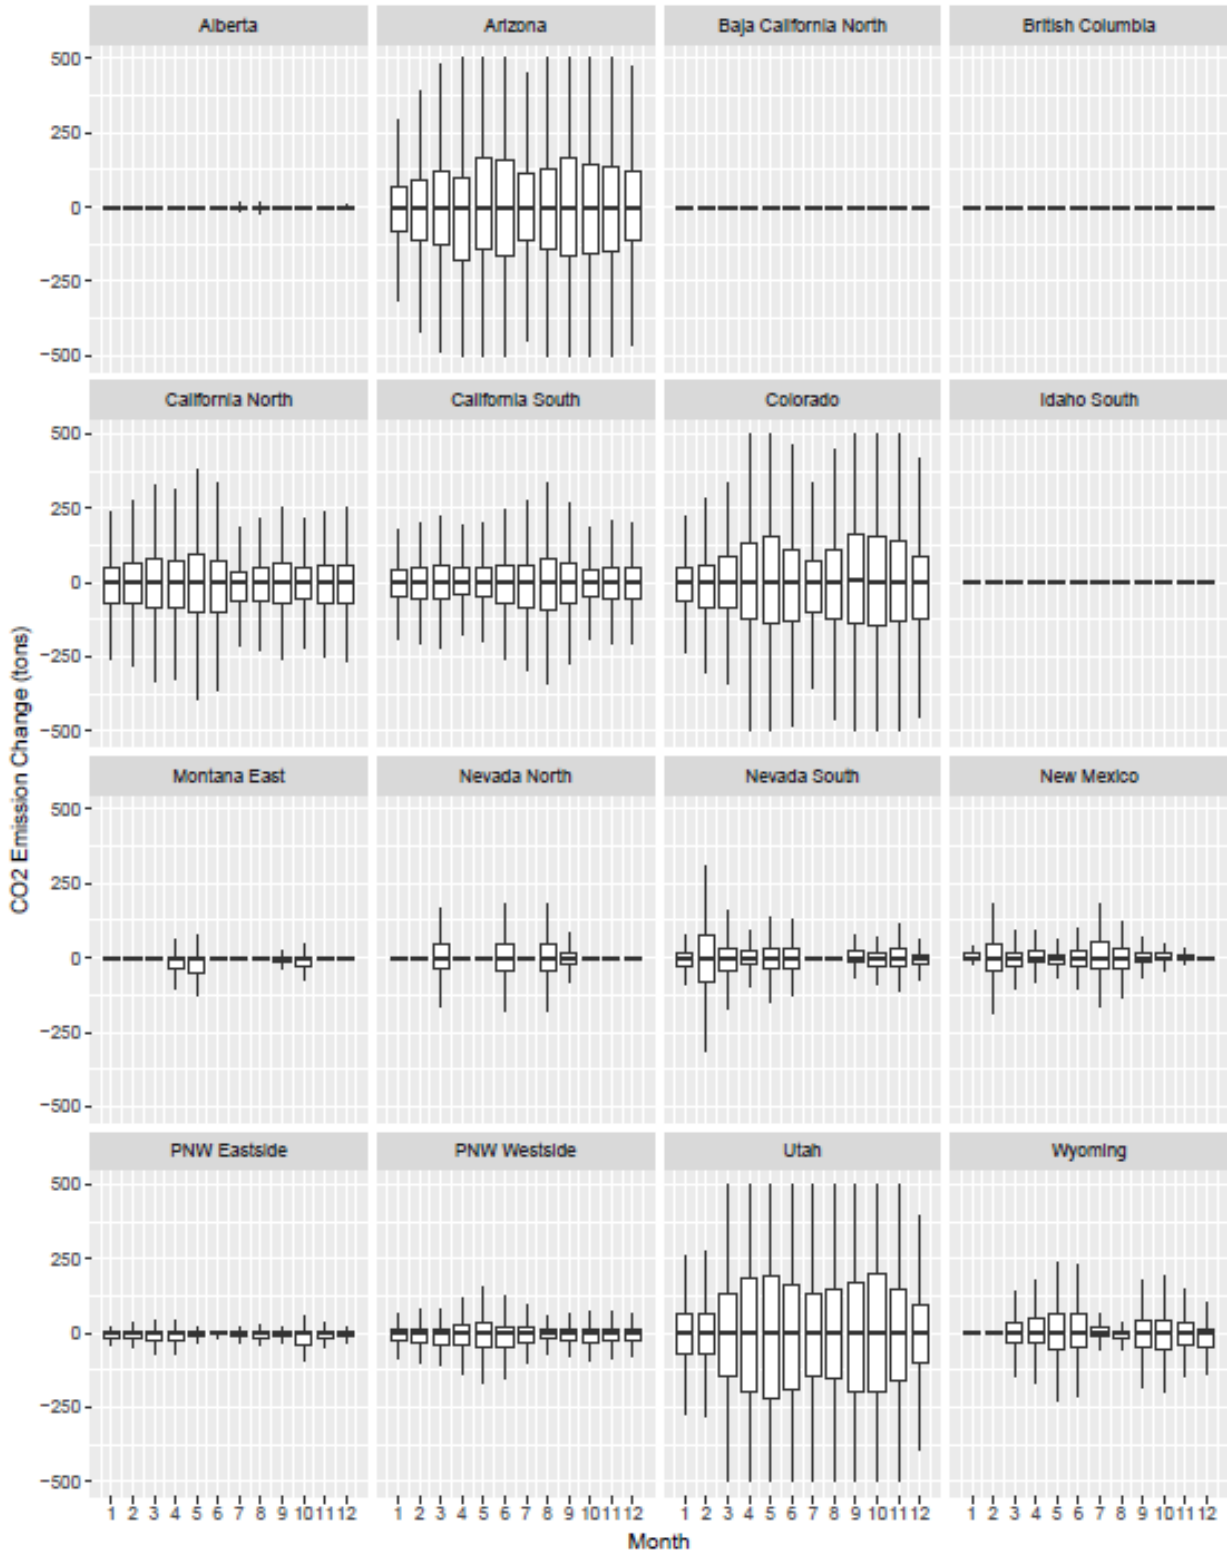 Alberta Arizona Baja California North British Columbia
500
250
0
−250
−500
California North California South Colorado Idaho South
500
250
0
−250
−500
CO2 Emission Change (tons)
Montana East Nevada North Nevada South New Mexico
500
250
0
−250
−500
PNW Eastside PNW Westside Utah Wyoming
500
250
0
−250
−500
1 2 3 4 5 6 7 8 9 10 11 12 1 2 3 4 5 6 7 8 9 10 11 12 1 2 3 4 5 6 7 8 9 10 11 12 1 2 3 4 5 6 7 8 9 10 11 12
Month